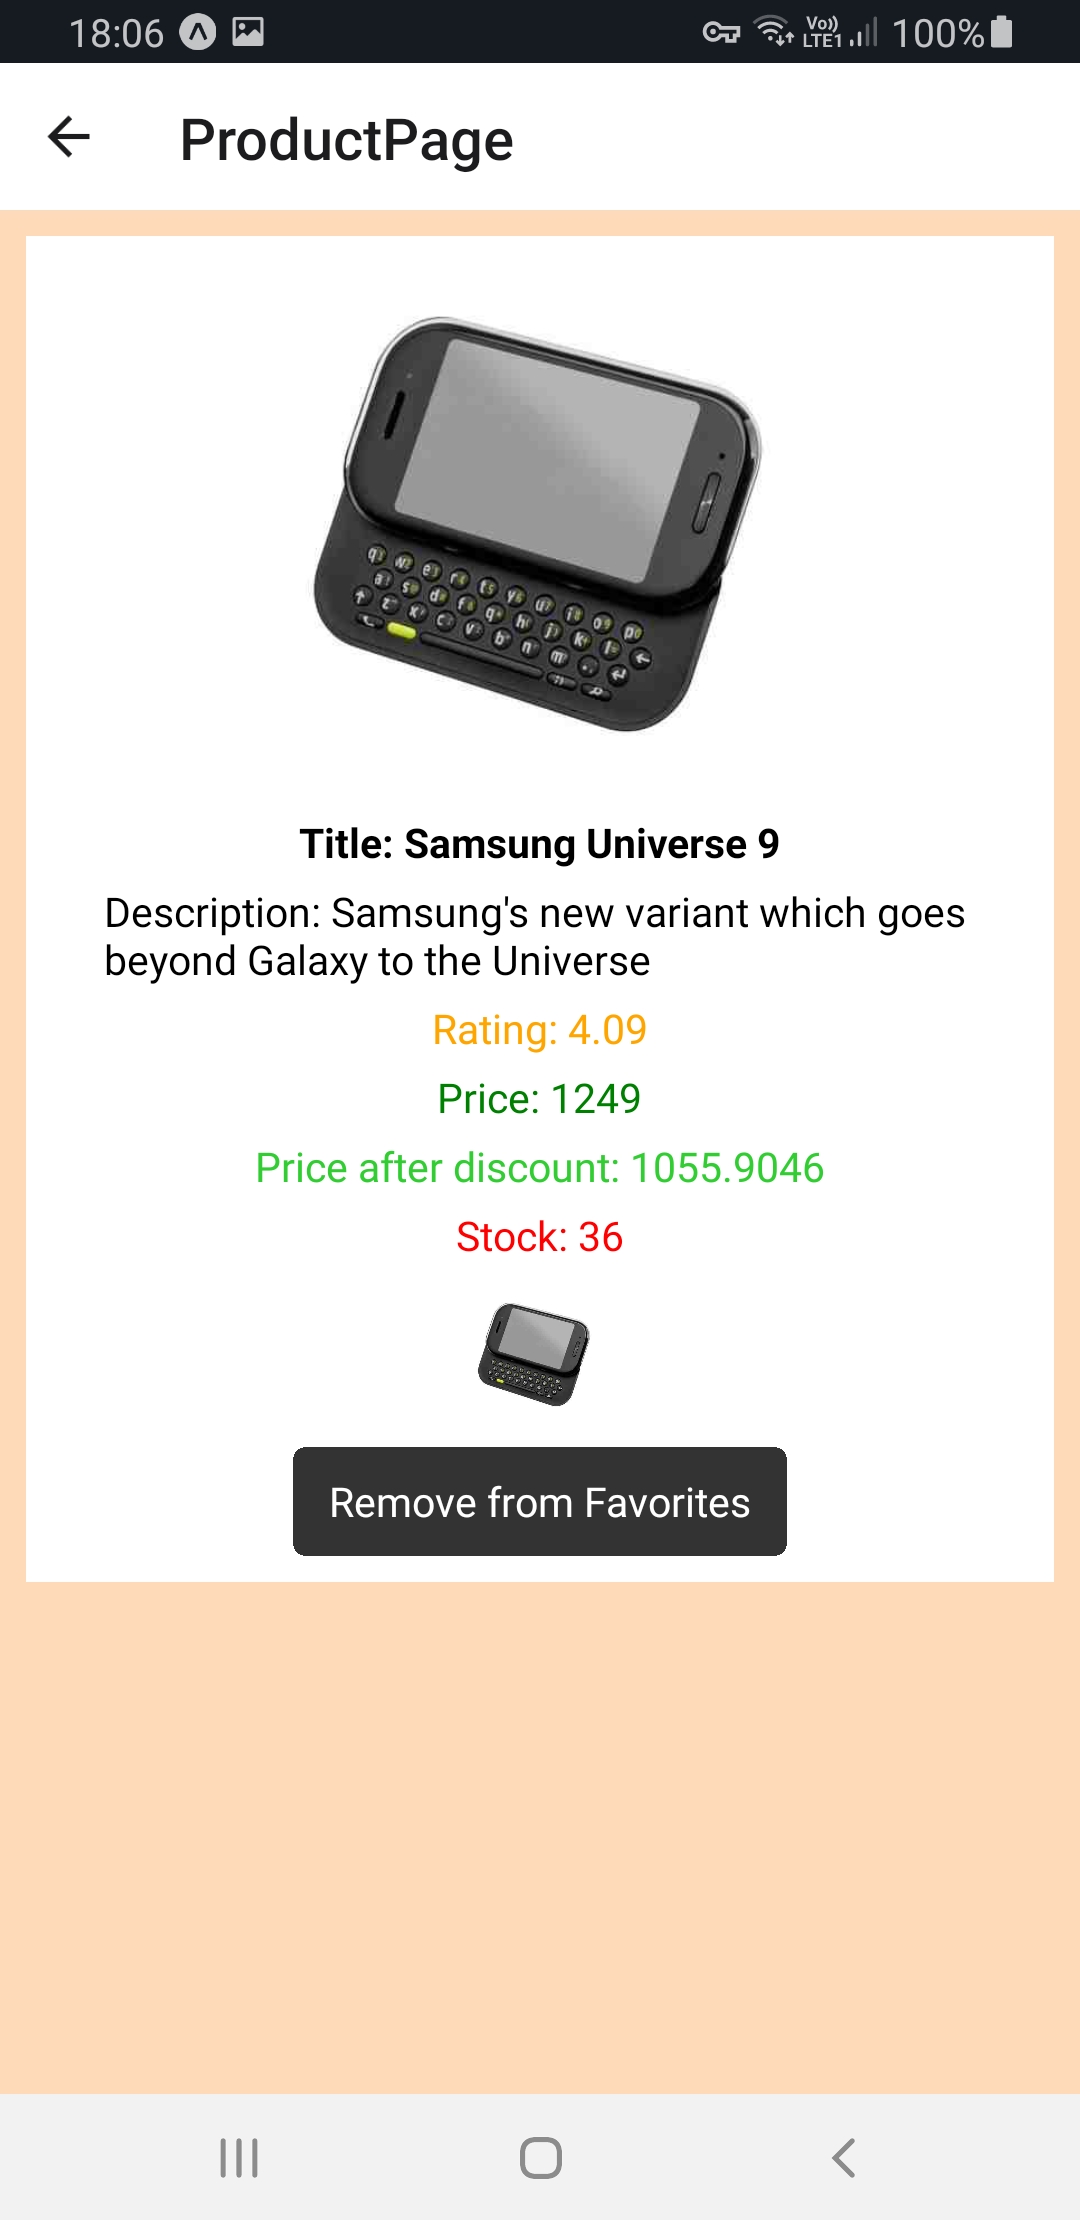 18:06 Vo)) LTE1 100%
ProductPage
Title: Samsung Universe 9
Description: Samsung's new variant which goes
beyond Galaxy to the Universe
Rating: 4.09
Price: 1249
Price after discount: 1055.9046
Stock: 36
Remove from Favorites